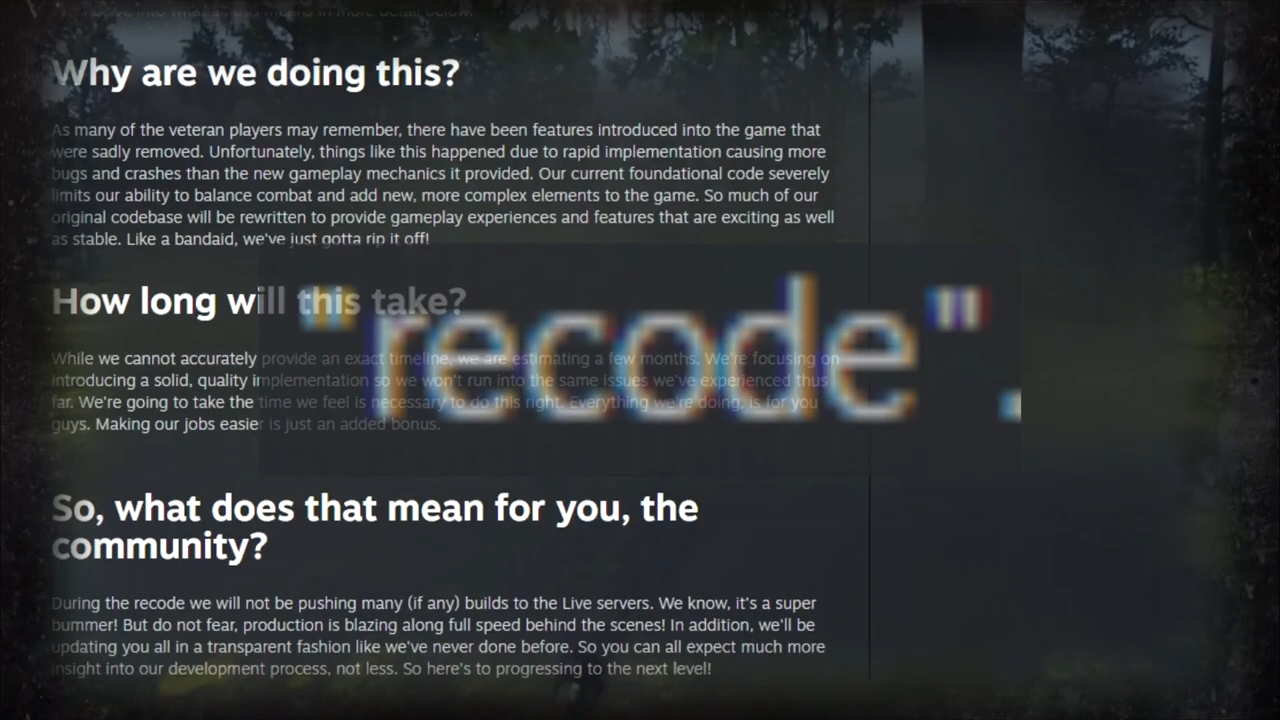 Why are we doing this?
As many of the veteran players may remember, there have been features introduced into the game that
were sadly removed. Unfortunately, things like this happened due to rapid implementation causing more
bugs and crashes than the new gameplay mechanics it provided. Our current foundational code severely
limits our ability to balance combat and add new, more complex elements to the game. So much of our
original codebase will be rewritten to provide gameplay experiences and features that are exciting as well
as stable. Like a bandaid, we've just gotta rip it off!
How long will this take?
"recode".
While we cannot accurately provide an exact timeline, we are estimating a few months. We're focusing on
introducing a solid, quality implementation so we won't run into the same issues we've experienced thus
far. We're going to take the time we feel is necessary to do this right. Everything we're doing, is for you
guys. Making our jobs easier is just an added bonus.
So, what does that mean for you, the
community?
During the recode we will not be pushing many (if any) builds to the Live servers. We know, it's a super
bummer! But do not fear, production is blazing along full speed behind the scenes! In addition, we'll be
updating you all in a transparent fashion like we've never done before. So you can all expect much more
insight into our development process, not less. So here's to progressing to the next level!